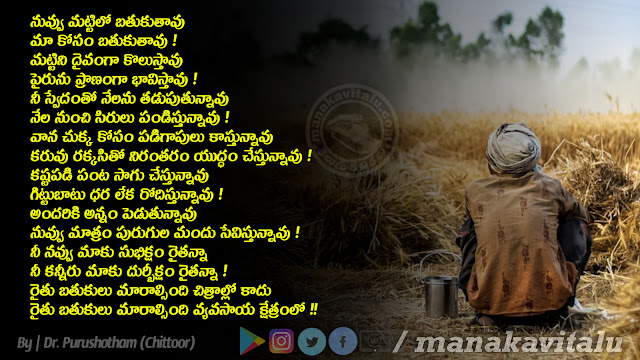 నువ్వు మట్టిలో బతుకుతావు
మా కోసం బతుకుతావు !
మట్టిని దైవంగా కొలుస్తావు
పైరును ప్రాణంగా భావిస్తావు !
నీ స్వేదంతో నేలను తడుపుతున్నావు
నేల నుంచి సిరులు పండిస్తున్నావు !
వాన చుక్క కోసం పడిగాపులు కాస్తున్నావు
కరువు రక్కసితో నిరంతరం యుద్ధం చేస్తున్నావు !
కష్టపడి పంట సాగు చేస్తున్నావు
గిట్టుబాటు ధర లేక రోదిస్తున్నావు !
అందరికి అన్నం పెడుతున్నావు
నువ్వు మాత్రం పురుగుల మందు సేవిస్తున్నావు !
నీ నవ్వు మాకు సుభిక్షం రైతన్నా
నీ కన్నీరు మాకు దుర్భీక్షం రైతన్నా !
రైతు బతుకులు మారాల్సింది చిత్రాల్లో కాదు
రైతు బతుకులు మారాల్సింది వ్యవసాయ క్షేత్రంలో !!
manakavitalu.com
By | Dr. Purushotham (Chittoor)
/ manakavitalu